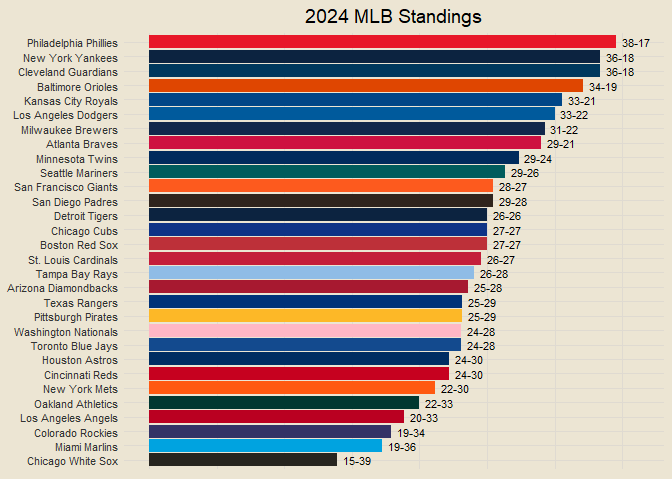 2024 MLB Standings
Philadelphia Phillies 38-17
New York Yankees 36-18
Cleveland Guardians 36-18
Baltimore Orioles 34-19
Kansas City Royals 33-21
Los Angeles Dodgers 33-22
Milwaukee Brewers 31-22
Atlanta Braves 29-21
Minnesota Twins 29-24
Seattle Mariners 29-26
San Francisco Giants 28-27
San Diego Padres 29-28
Detroit Tigers 26-26
Chicago Cubs 27-27
Boston Red Sox 27-27
St. Louis Cardinals 26-27
Tampa Bay Rays 26-28
Arizona Diamondbacks 25-28
Texas Rangers 25-29
Pittsburgh Pirates 25-29
Washington Nationals 24-28
Toronto Blue Jays 24-28
Houston Astros 24-30
Cincinnati Reds 24-30
New York Mets 22-30
Oakland Athletics 22-33
Los Angeles Angels 20-33
Colorado Rockies 19-34
Miami Marlins 19-36
Chicago White Sox 15-39